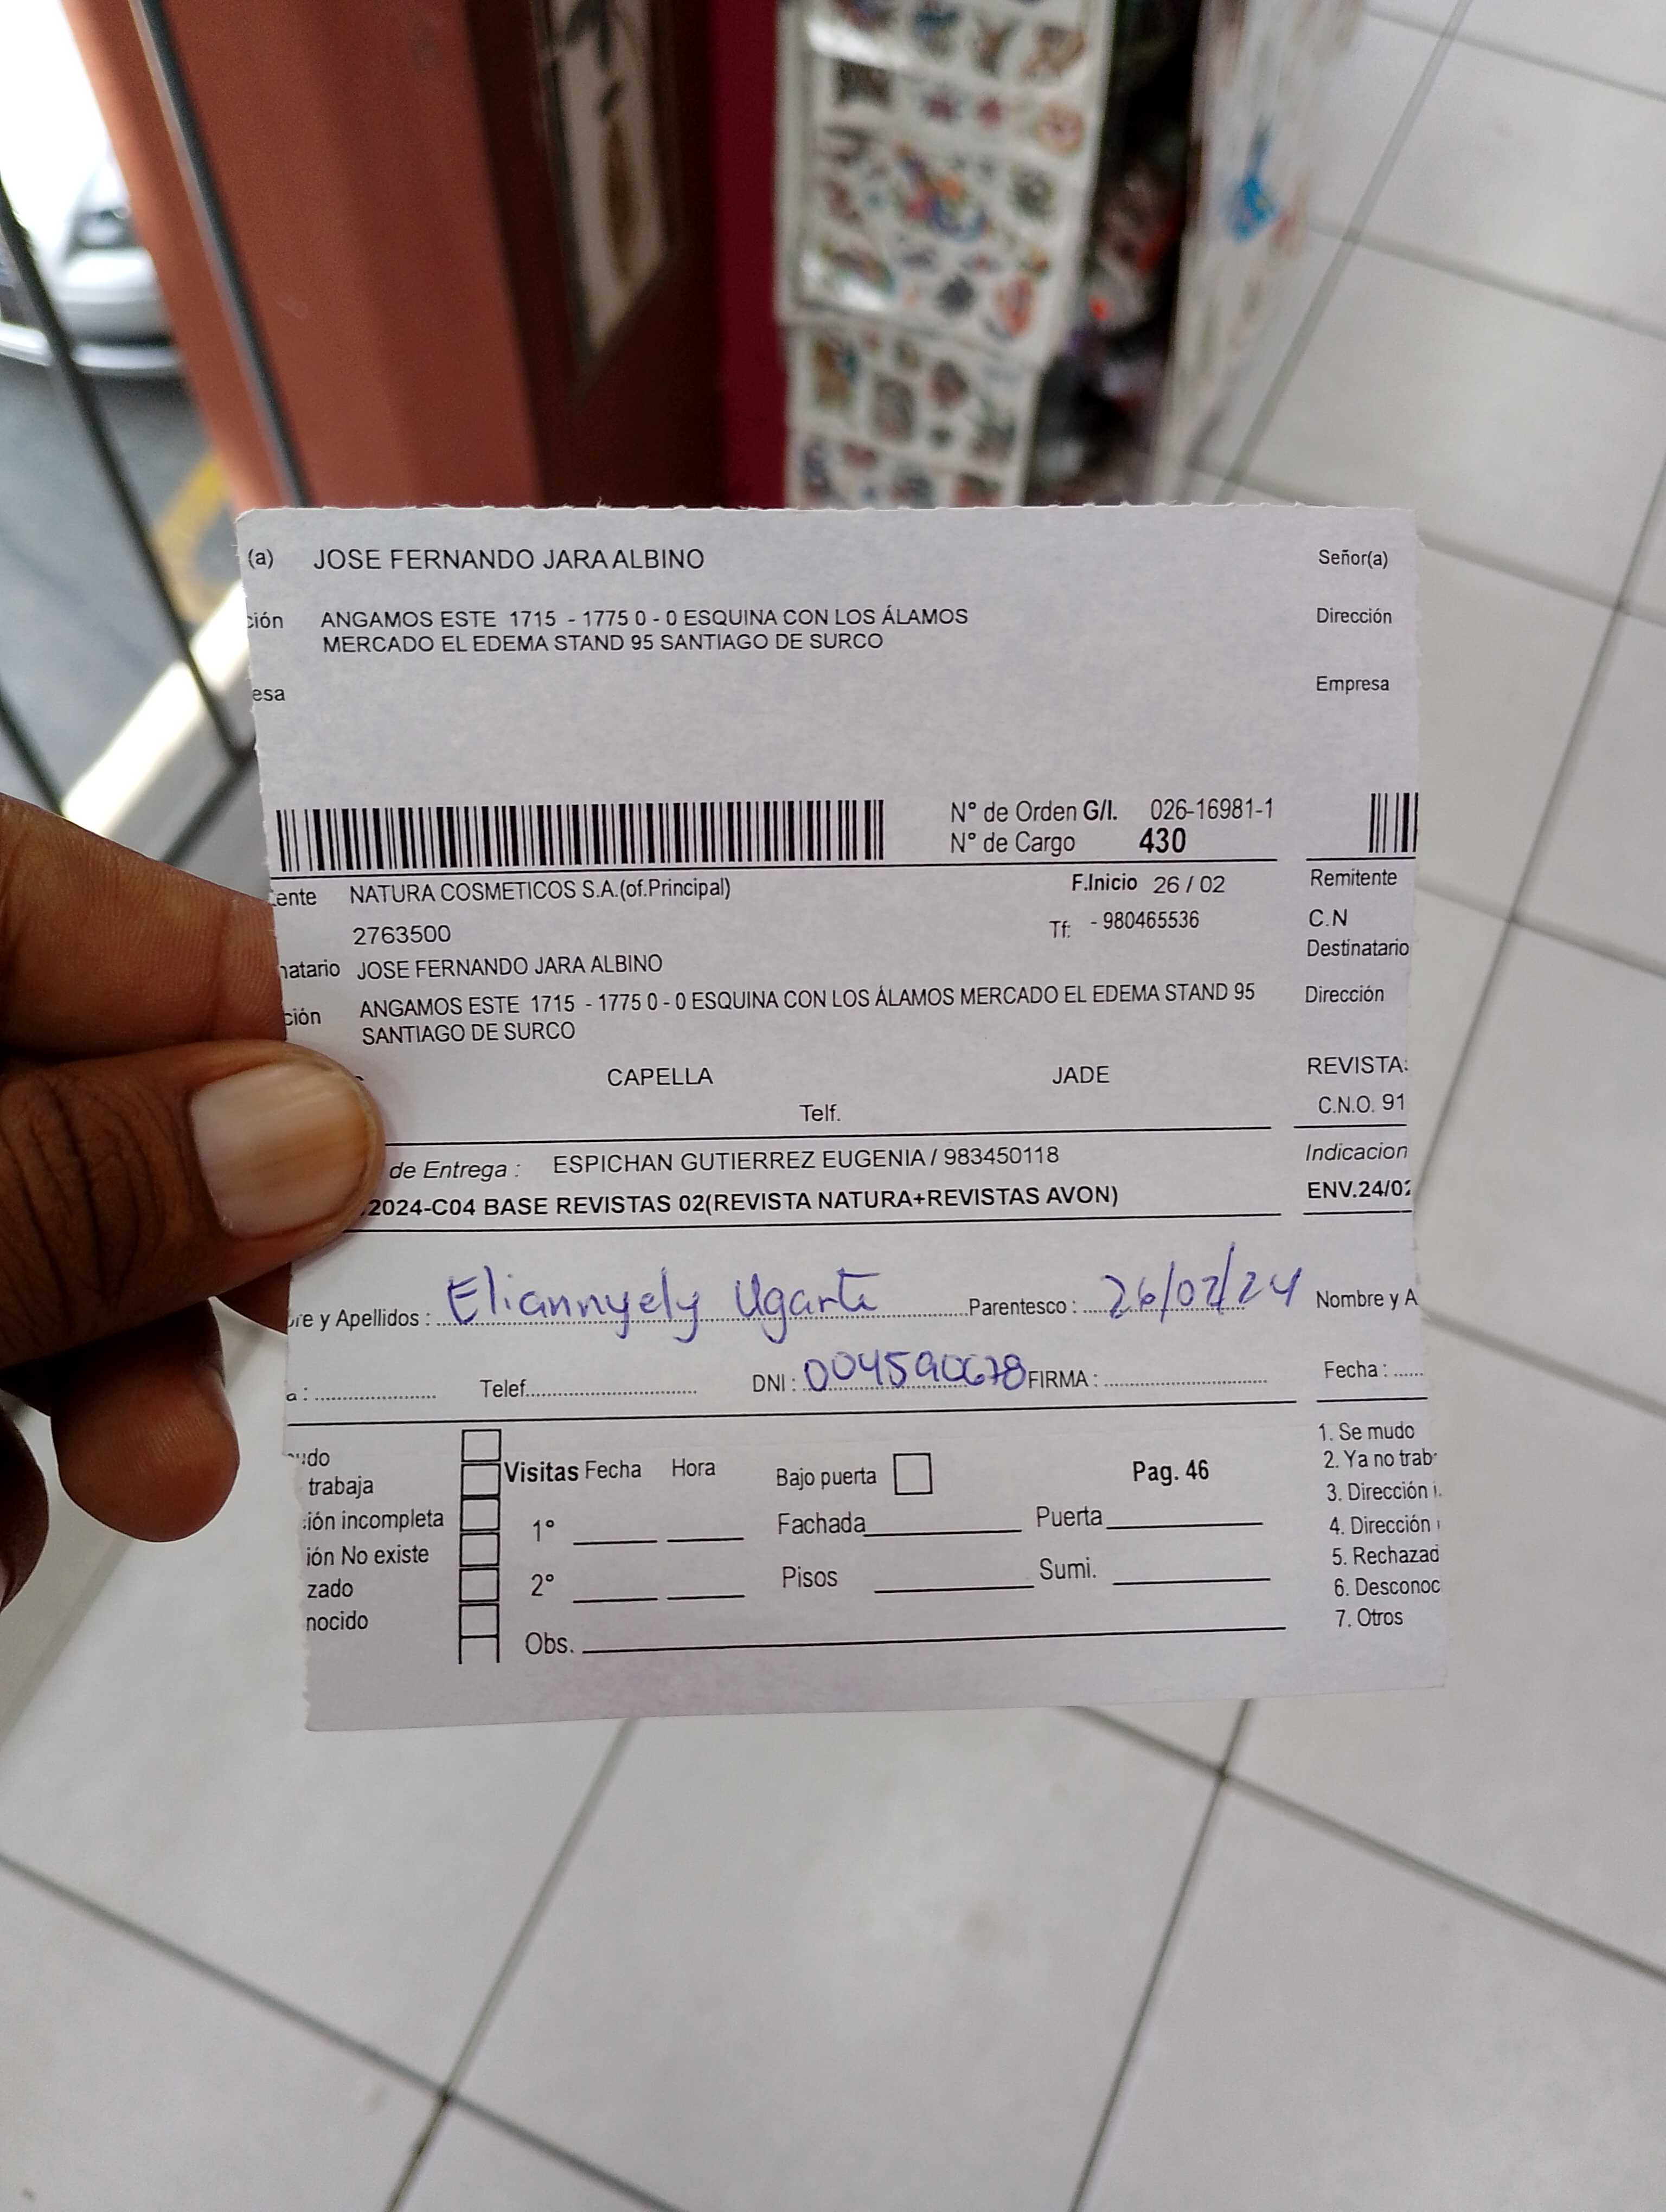 (a) JOSE FERNANDO JARA ALBINO Señor(a)
ción ANGAMOS ESTE 1715 - 1775 0 - 0 ESQUINA CON LOS ÁLAMOS Dirección
MERCADO EL EDEMA STAND 95 SANTIAGO DE SURCO
esa Empresa
N° de Orden G/I. 026-16981-1
N° de Cargo 430
ente NATURA COSMETICOS S.A.(of.Principal) F.Inicio 26 / 02 Remitente
2763500 Tf: - 980465536 C.N
natario JOSE FERNANDO JARA ALBINO Destinatario
ción ANGAMOS ESTE 1715 - 1775 0 - 0 ESQUINA CON LOS ÁLAMOS MERCADO EL EDEMA STAND 95 Dirección
SANTIAGO DE SURCO
CAPELLA JADE REVISTA:
Telf. C.N.O. 91
de Entrega : ESPICHAN GUTIERREZ EUGENIA / 983450118 Indicacion
.2024-C04 BASE REVISTAS 02(REVISTA NATURA+REVISTAS AVON) ENV.24/02
re y Apellidos : Eliannyely Ugarte Parentesco : 26/02/24 Nombre y A
a : Telef. DNI : 004590678 FIRMA : Fecha :
udo 1. Se mudo
trabaja Visitas Fecha Hora Bajo puerta Pag. 46 2. Ya no trab
ión incompleta 1° Fachada Puerta 3. Dirección i.
ión No existe 4. Dirección
zado 2° Pisos Sumi. 5. Rechazad
nocido 6. Desconoc
Obs. 7. Otros